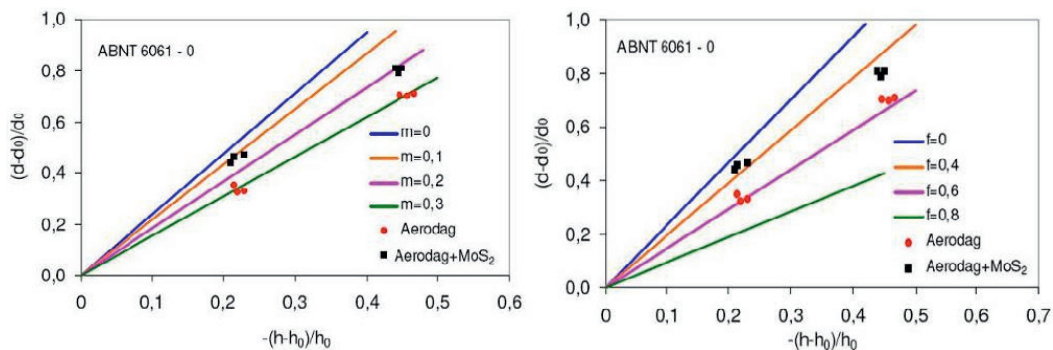 1,0
0,8
0,6
0,4
0,2
0,0
(d-d₀)/d₀
ABNT 6061 - 0
m=0
m=0,1
m=0,2
m=0,3
Aerodag
Aerodag+MoS₂
0 0,1 0,2 0,3 0,4 0,5 0,6
-(h-h₀)/h₀
1,0
0,8
0,6
0,4
0,2
0,0
(d-d₀)/d₀
ABNT 6061 - 0
f=0
f=0,4
f=0,6
f=0,8
Aerodag
Aerodag+MoS₂
0 0,1 0,2 0,3 0,4 0,5 0,6 0,7
-(h-h₀)/h₀